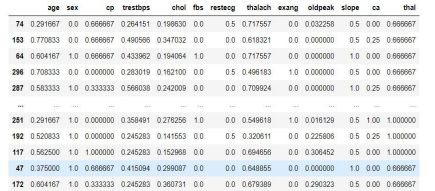 age sex cp trestbps chol fbs restecg thalach exang oldpeak slope ca thal
74 0.291667 0.0 0.666667 0.264151 0.198630 0.0 0.5 0.717557 0.0 0.032258 0.5 0.00 0.666667
153 0.770833 0.0 0.666667 0.490566 0.347032 0.0 0.0 0.618321 0.0 0.000000 0.5 0.25 0.666667
64 0.604167 1.0 0.666667 0.433962 0.194064 1.0 0.0 0.717557 0.0 0.000000 1.0 0.00 0.666667
296 0.708333 0.0 0.000000 0.283019 0.162100 0.0 0.5 0.496183 1.0 0.000000 0.5 0.00 0.666667
287 0.583333 1.0 0.333333 0.566038 0.242009 0.0 0.0 0.709924 0.0 0.000000 1.0 0.25 0.666667
... ... ... ... ... ... ... ... ... ... ... ... ... ...
251 0.291667 1.0 0.000000 0.358491 0.276256 1.0 0.0 0.549618 1.0 0.016129 0.5 1.00 1.000000
192 0.520833 1.0 0.000000 0.245283 0.141553 0.0 0.5 0.320611 0.0 0.225806 0.5 0.25 1.000000
117 0.562500 1.0 1.000000 0.245283 0.152968 0.0 0.0 0.694656 0.0 0.306452 0.5 0.00 1.000000
47 0.375000 1.0 0.666667 0.415094 0.299087 0.0 0.0 0.648855 0.0 0.000000 1.0 0.00 0.666667
172 0.604167 1.0 0.333333 0.245283 0.360731 0.0 0.0 0.679389 0.0 0.290323 0.5 0.00 0.666667